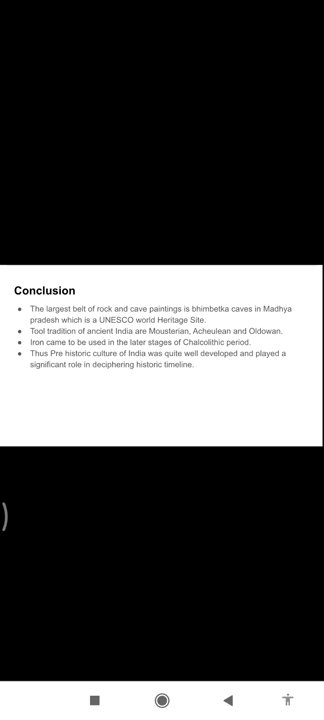 Conclusion
● The largest belt of rock and cave paintings is bhimbetka caves in Madhya
pradesh which is a UNESCO world Heritage Site.
● Tool tradition of ancient India are Mousterian, Acheulean and Oldowan.
● Iron came to be used in the later stages of Chalcolithic period.
● Thus Pre historic culture of India was quite well developed and played a
significant role in deciphering historic timeline.